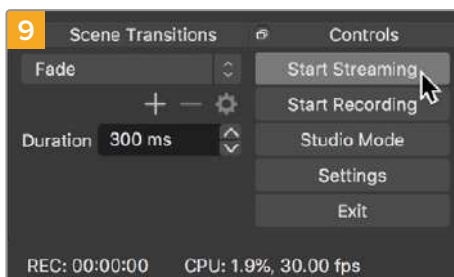 9
Scene Transitions
Controls
Fade
Start Streaming
Start Recording
Duration 300 ms
Studio Mode
Settings
Exit
REC: 00:00:00 CPU: 1.9%, 30.00 fps